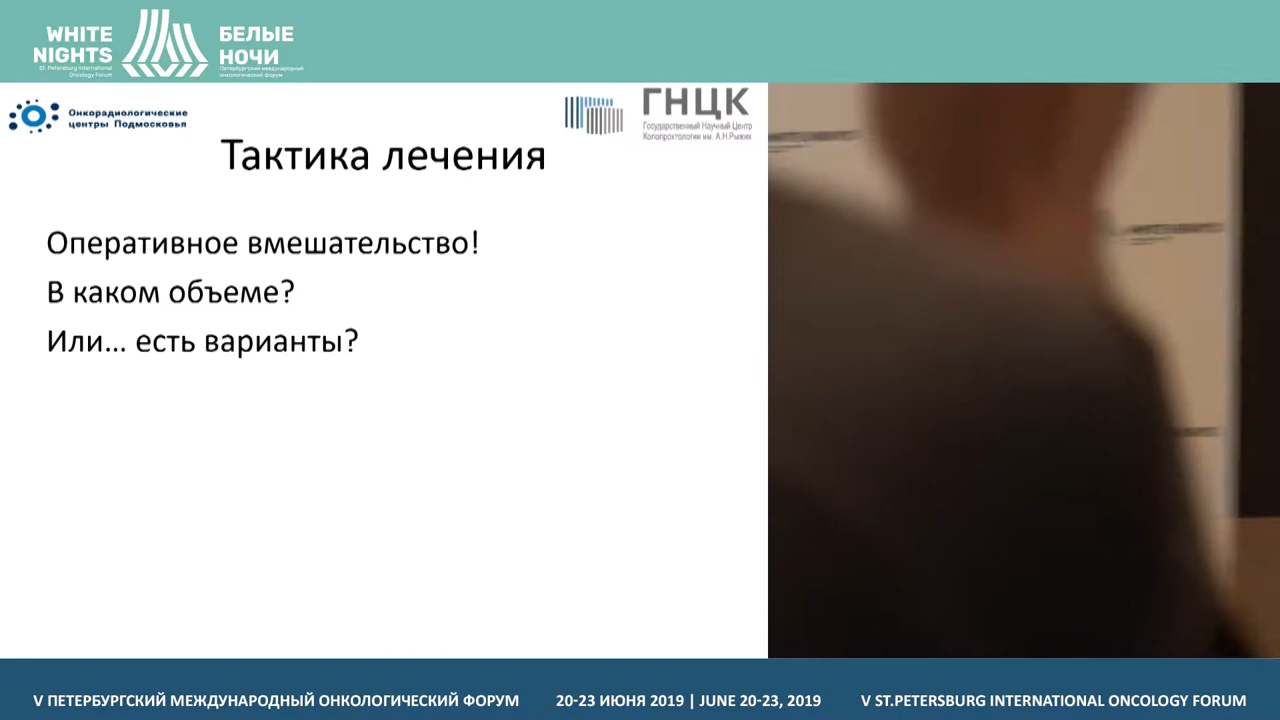 WHITE
NIGHTS
St. Petersburg International
Oncology Forum
БЕЛЫЕ
НОЧИ
Петербургский международный
онкологический форум
Онкорадиологические
центры Подмосковья
ГНЦК
Государственный Научный Центр
Колопроктологии им. А.Н.Рыжих
Тактика лечения
Оперативное вмешательство!
В каком объеме?
Или... есть варианты?
V ПЕТЕРБУРГСКИЙ МЕЖДУНАРОДНЫЙ ОНКОЛОГИЧЕСКИЙ ФОРУМ
20-23 ИЮНЯ 2019 | JUNE 20-23, 2019
V ST.PETERSBURG INTERNATIONAL ONCOLOGY FORUM